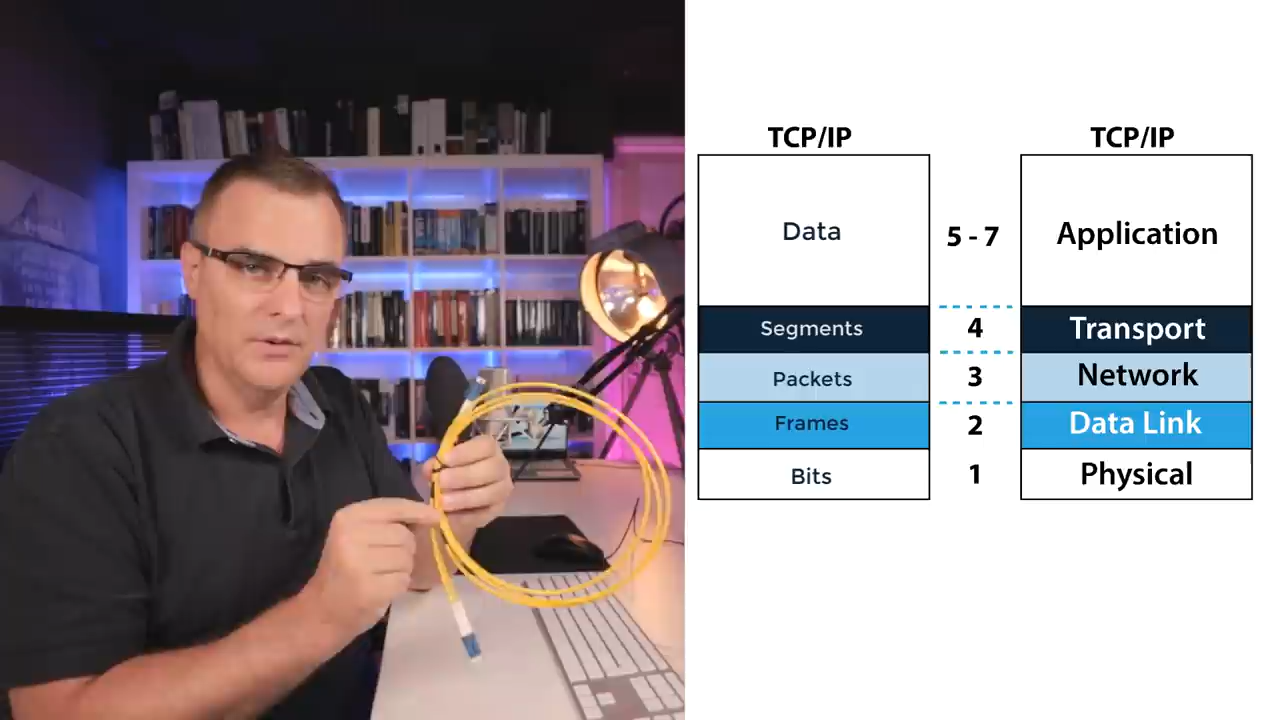 TCP/IP
TCP/IP
Data
5 - 7
Application
Segments
4
Transport
Packets
3
Network
Frames
2
Data Link
Bits
1
Physical